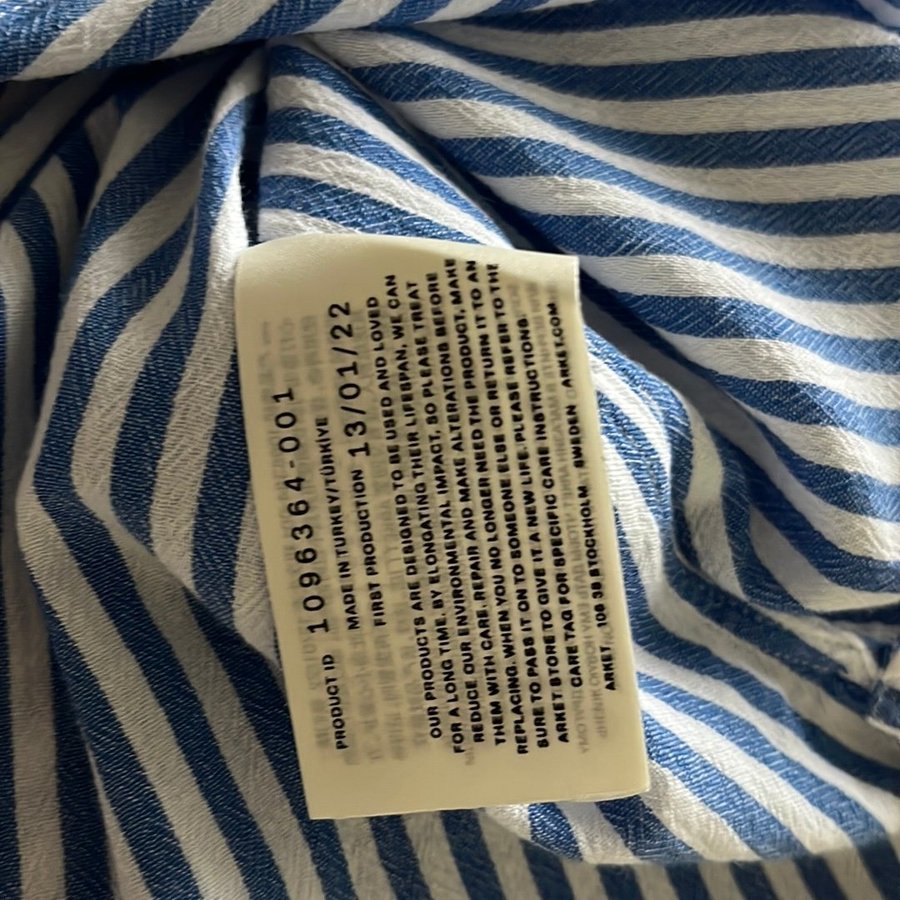 PRODUCT ID 1096364-001
MADE IN TURKEY/TÜRKIYE
FIRST PRODUCTION 13/01/22
OUR PRODUCTS ARE DESIGNED TO BE USED AND LOVED
FOR A LONG TIME. BY ELONGATING THEIR LIFESPAN, WE CAN
REDUCE OUR ENVIRONMENTAL IMPACT, SO PLEASE TREAT
THEM WITH CARE. REPAIR AND MAKE ALTERATIONS BEFORE
REPLACING. WHEN YOU NO LONGER NEED THE PRODUCT, MAKE
SURE TO PASS IT ON TO SOMEONE ELSE OR RETURN IT TO AN
ARKET STORE TO GIVE IT A NEW LIFE. PLEASE REFER TO THE
CARE TAG FOR SPECIFIC CARE INSTRUCTIONS.
ARKET. 106 38 STOCKHOLM SWEDEN ARKET.COM